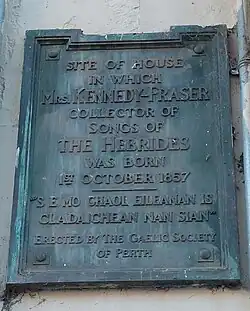 SITE OF HOUSE
IN WHICH
MRS. KENNEDY-FRASER
COLLECTOR OF
SONGS OF
THE HEBRIDES
WAS BORN
1ST OCTOBER 1857
"S E MO GHAOL EILEANAN IS
CLADAICHEAN NAN SIAN"
ERECTED BY THE GAELIC SOCIETY
OF PERTH